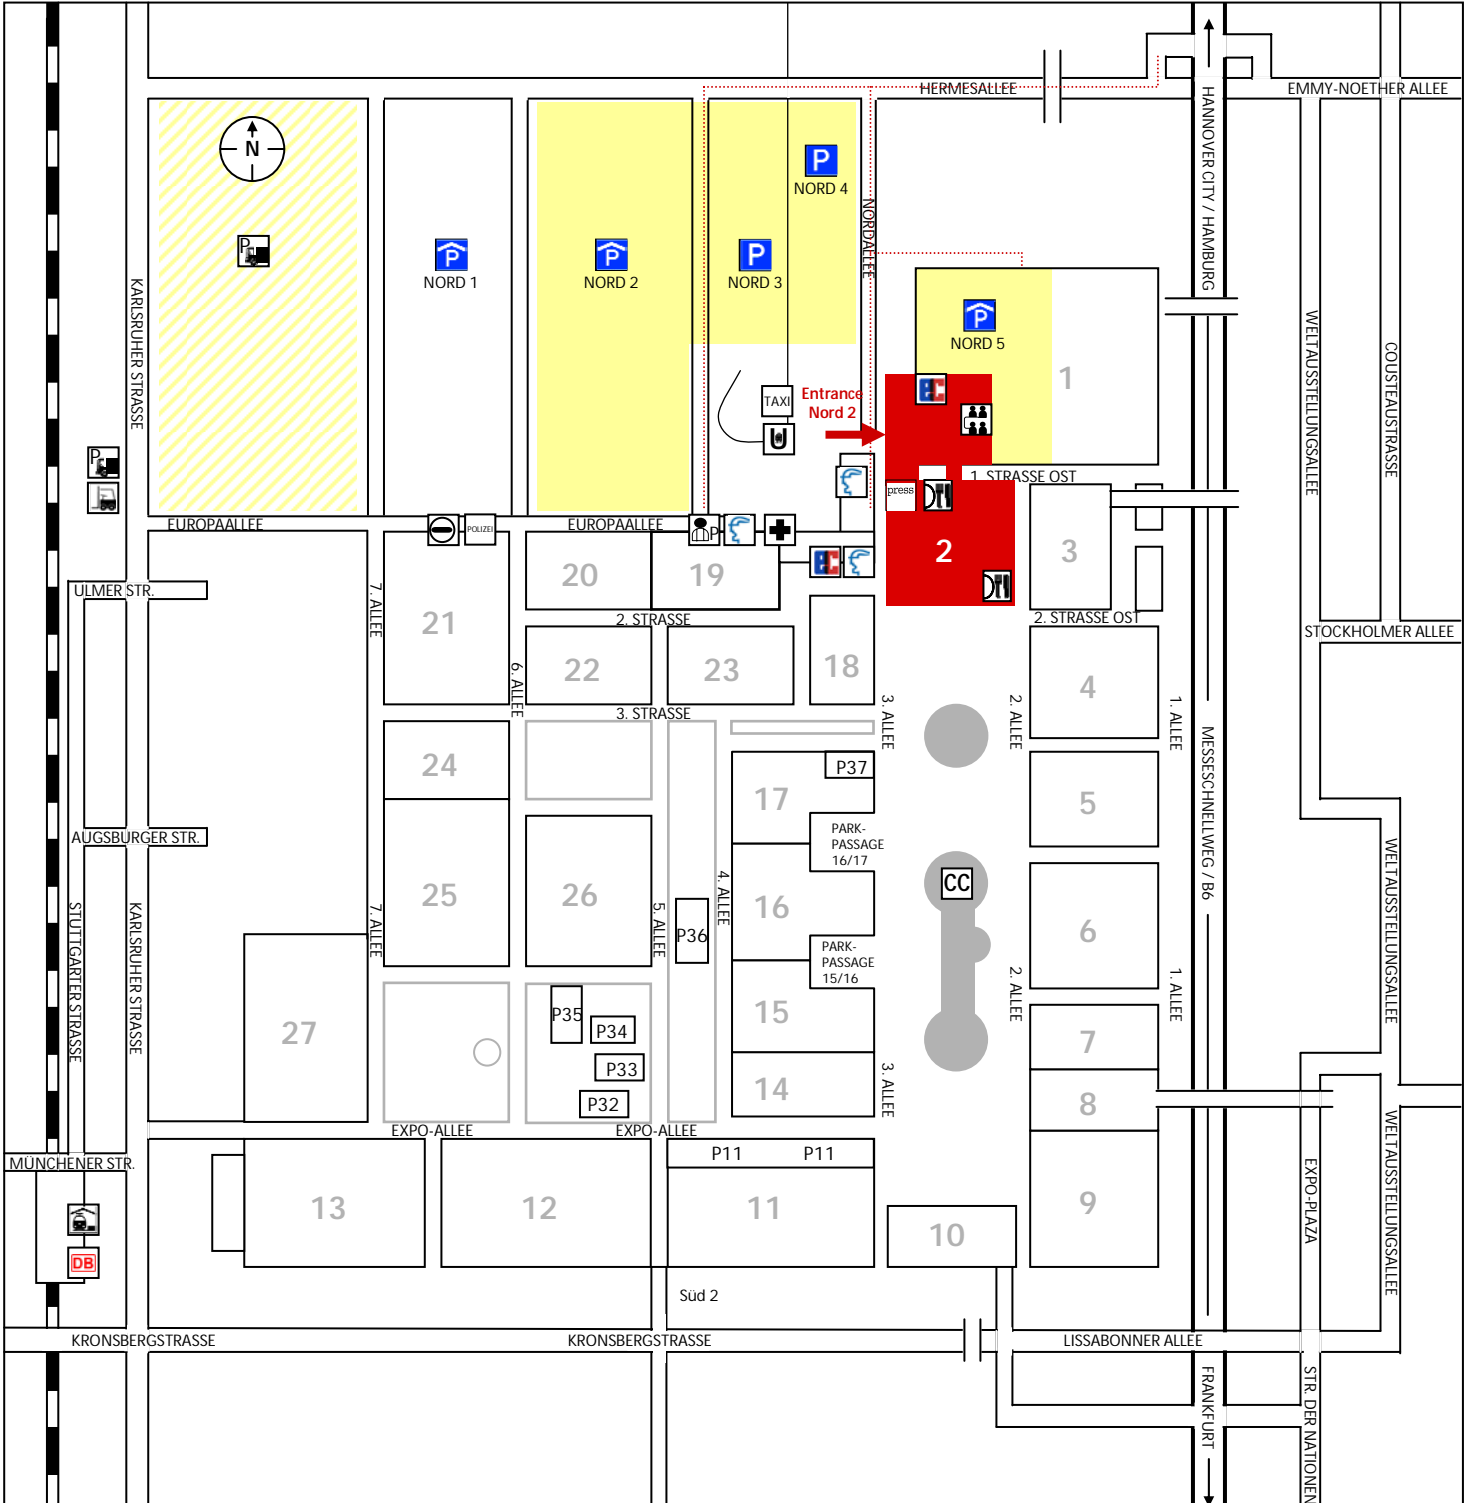 HERMESALLEE
EMMY-NOETHER ALLEE
HANNOVER CITY / HAMBURG
N
P
P
NORD 4
NORDALLEE
P
KARLSRUHER STRASSE
P
NORD 1
P
NORD 2
P
NORD 3
P
NORD 5
WELTAUSSTELLUNGSALLEE
COUSTEAUSTRASSE
1
TAXI
Entrance
Nord 2
EC
U
P
1. STRASSE OST
press
EUROPAALLEE
POLIZEI
EUROPAALLEE
P
EC
2
3
20
19
ULMER STR.
7. ALLEE
21
2. STRASSE
2. STRASSE OST
STOCKHOLMER ALLEE
6. ALLEE
22
23
18
4
3. STRASSE
3. ALLEE
2. ALLEE
1. ALLEE
MESSESCHNELLWEG / B6
24
17
P37
5
AUGSBURGER STR.
PARK-
PASSAGE
16/17
WELTAUSSTELLUNGSALLEE
STUTTGARTER STRASSE
KARLSRUHER STRASSE
7. ALLEE
25
26
5. ALLEE
P36
4. ALLEE
16
CC
6
PARK-
PASSAGE
15/16
2. ALLEE
1. ALLEE
27
P35
P34
P33
P32
15
14
3. ALLEE
7
8
EXPO-ALLEE
EXPO-ALLEE
WELTAUSSTELLUNGSALLEE
MÜNCHENER STR.
P11
P11
EXPO-PLAZA
13
12
11
10
9
DB
Süd 2
KRONSBERGSTRASSE
KRONSBERGSTRASSE
LISSABONNER ALLEE
FRANKFURT
STR. DER NATIONEN